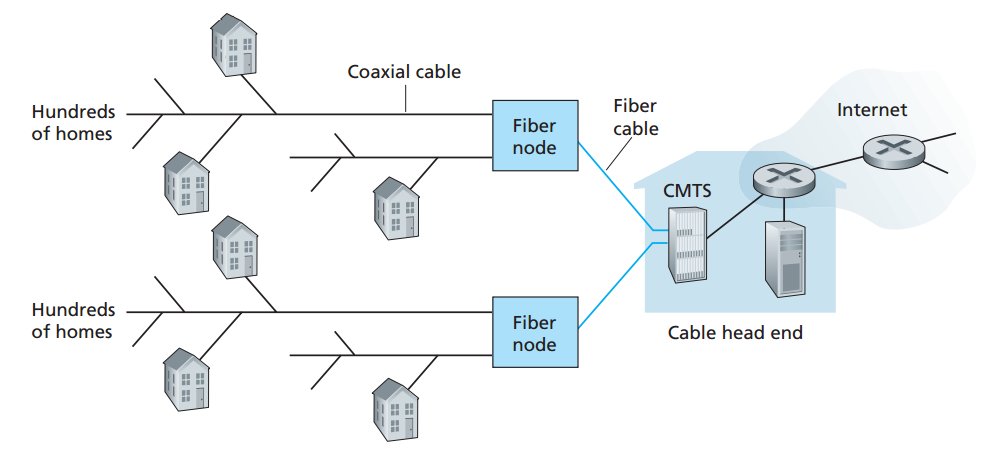 Coaxial cable
Hundreds
of homes
Fiber
node
Fiber
cable
Internet
CMTS
Hundreds
of homes
Fiber
node
Cable head end